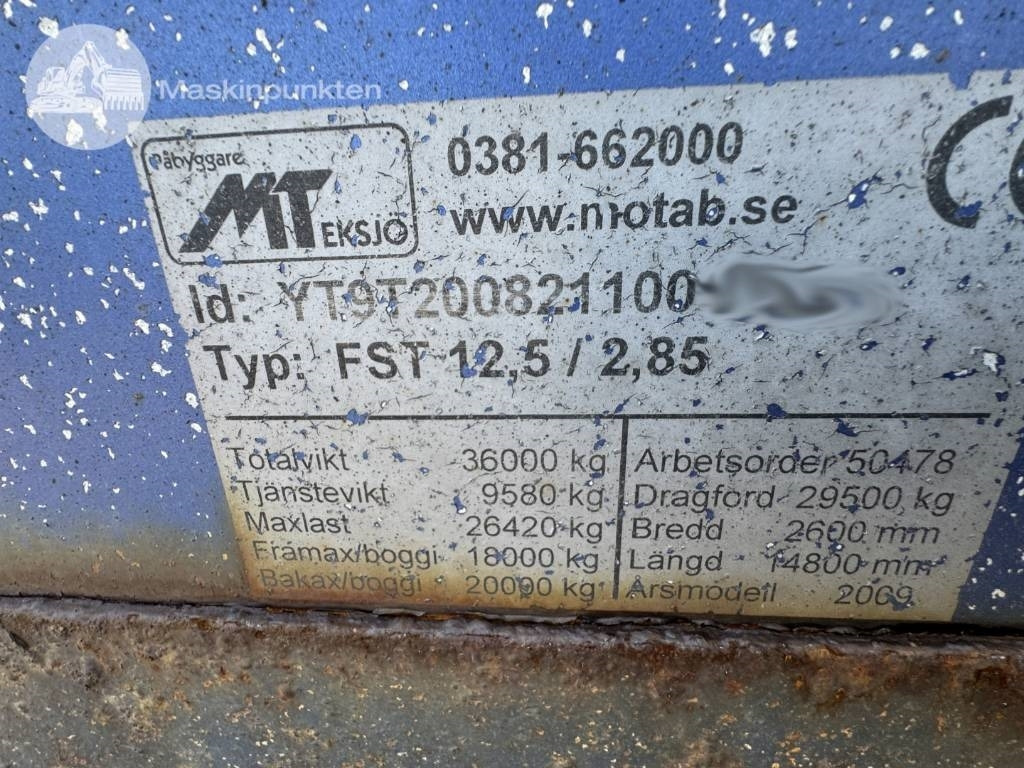 Maskinpunkten
Påbyggare
MT EKSJÖ
0381-662000
www.motab.se
CE
Id: YT9T200821100
Typ: FST 12,5 / 2,85
Totalvikt 36000 kg
Tjänstevikt 9580 kg
Maxlast 26420 kg
Framax/boggi 18000 kg
Bakax/boggi 20000 kg
Arbetsorder 50478
Dragford 29500 kg
Bredd 2600 mm
Längd 14800 mm
Årsmodell 2009